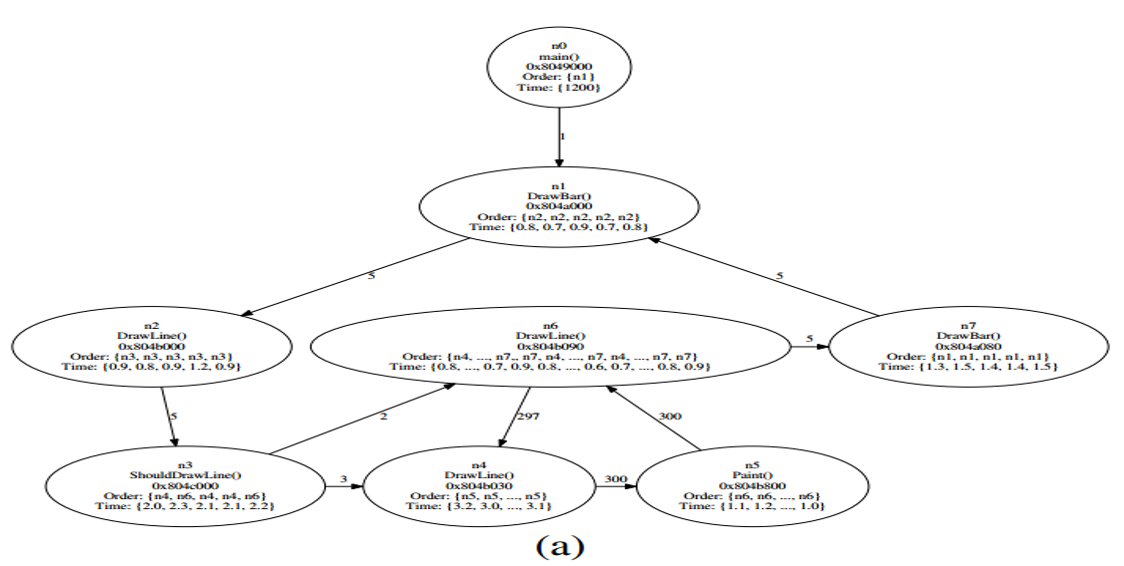 n0
main()
0x8049000
Order: {n1}
Time: {1200}
1
n1
DrawBar()
0x804a000
Order: {n2, n2, n2, n2, n2}
Time: {0.8, 0.7, 0.9, 0.7, 0.8}
5
5
n2
DrawLine()
0x804b000
Order: {n3, n3, n3, n3, n3}
Time: {0.9, 0.8, 0.9, 1.2, 0.9}
n6
DrawLine()
0x804b090
Order: {n4, ..., n7,, n7, n4, ..., n7, n4, ..., n7, n7}
Time: {0.8, ..., 0.7, 0.9, 0.8, ..., 0.6, 0.7, ..., 0.8, 0.9}
5
n7
DrawBar()
0x804a080
Order: {n1, n1, n1, n1, n1}
Time: {1.3, 1.5, 1.4, 1.4, 1.5}
5
2
297
300
n3
ShouldDrawLine()
0x804c000
Order: {n4, n6, n4, n4, n6}
Time: {2.0, 2.3, 2.1, 2.1, 2.2}
3
n4
DrawLine()
0x804b030
Order: {n5, n5, ..., n5}
Time: {3.2, 3.0, ..., 3.1}
300
n5
Paint()
0x804b800
Order: {n6, n6, ..., n6}
Time: {1.1, 1.2, ..., 1.0}
(a)